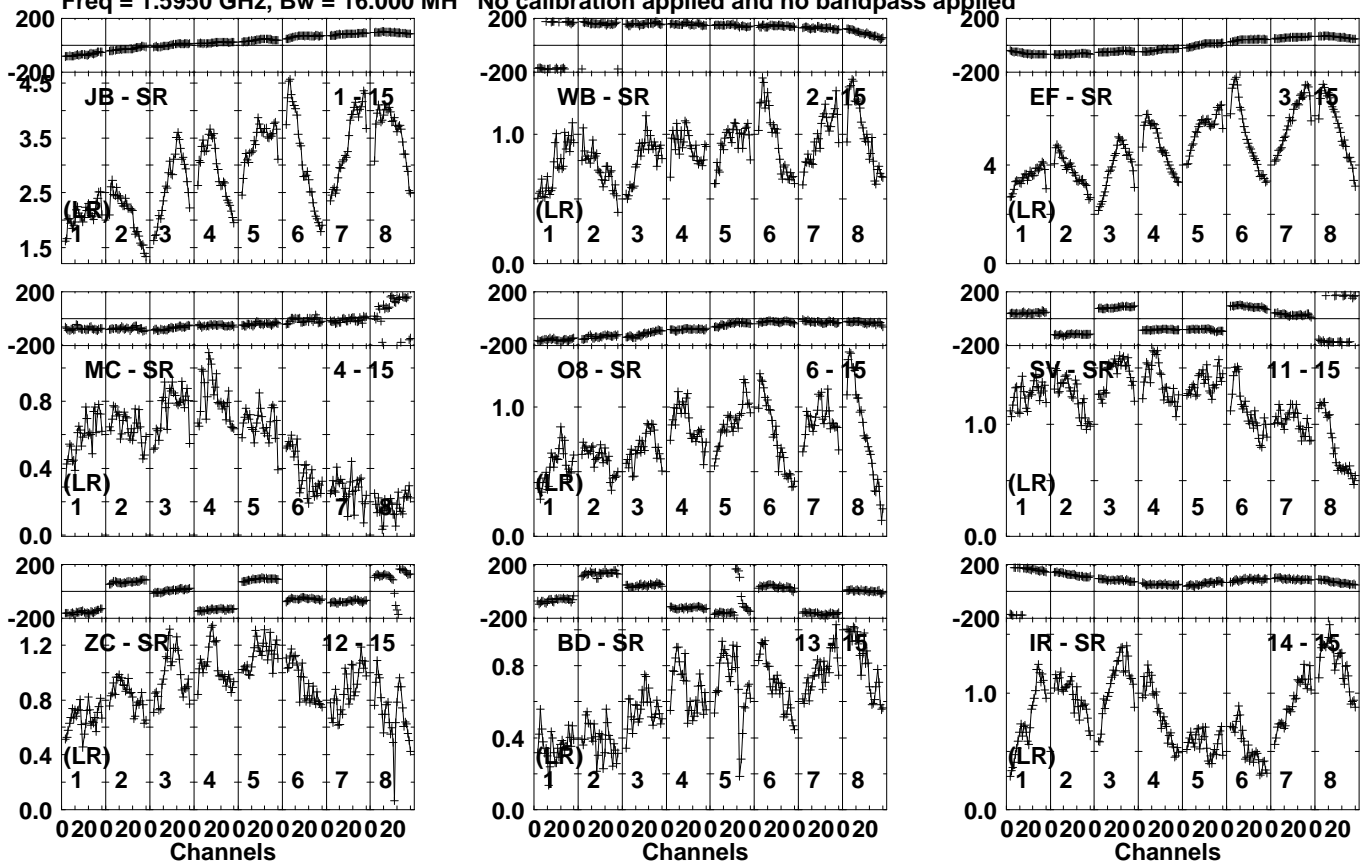 Freq = 1.5950 GHz, Bw = 16.000 MH No calibration applied and no bandpass applied
200
-200
JB - SR 1 - 15
4.5
3.5
2.5
1.5
(LR)
1 2 3 4 5 6 7 8
200
-200
WB - SR 2 - 15
1.0
0.0
(LR)
1 2 3 4 5 6 7 8
200
-200
EF - SR 3 - 15
4
0
(LR)
1 2 3 4 5 6 7 8
200
-200
MC - SR 4 - 15
0.8
0.4
0.0
(LR)
1 2 3 4 5 6 7 8
200
-200
O8 - SR 6 - 15
1.0
0.0
(LR)
1 2 3 4 5 6 7 8
200
-200
SV - SR 11 - 15
1.0
0.0
(LR)
1 2 3 4 5 6 7 8
200
-200
ZC - SR 12 - 15
1.2
0.8
0.4
0.0
(LR)
1 2 3 4 5 6 7 8
0 20 0 20 0 20 0 20 0 20 0 20 0 20 0 20
Channels
200
-200
BD - SR 13 - 15
0.8
0.4
0.0
(LR)
1 2 3 4 5 6 7 8
0 20 0 20 0 20 0 20 0 20 0 20 0 20 0 20
Channels
200
-200
IR - SR 14 - 15
1.0
0.0
(LR)
1 2 3 4 5 6 7 8
0 20 0 20 0 20 0 20 0 20 0 20 0 20 0 20
Channels